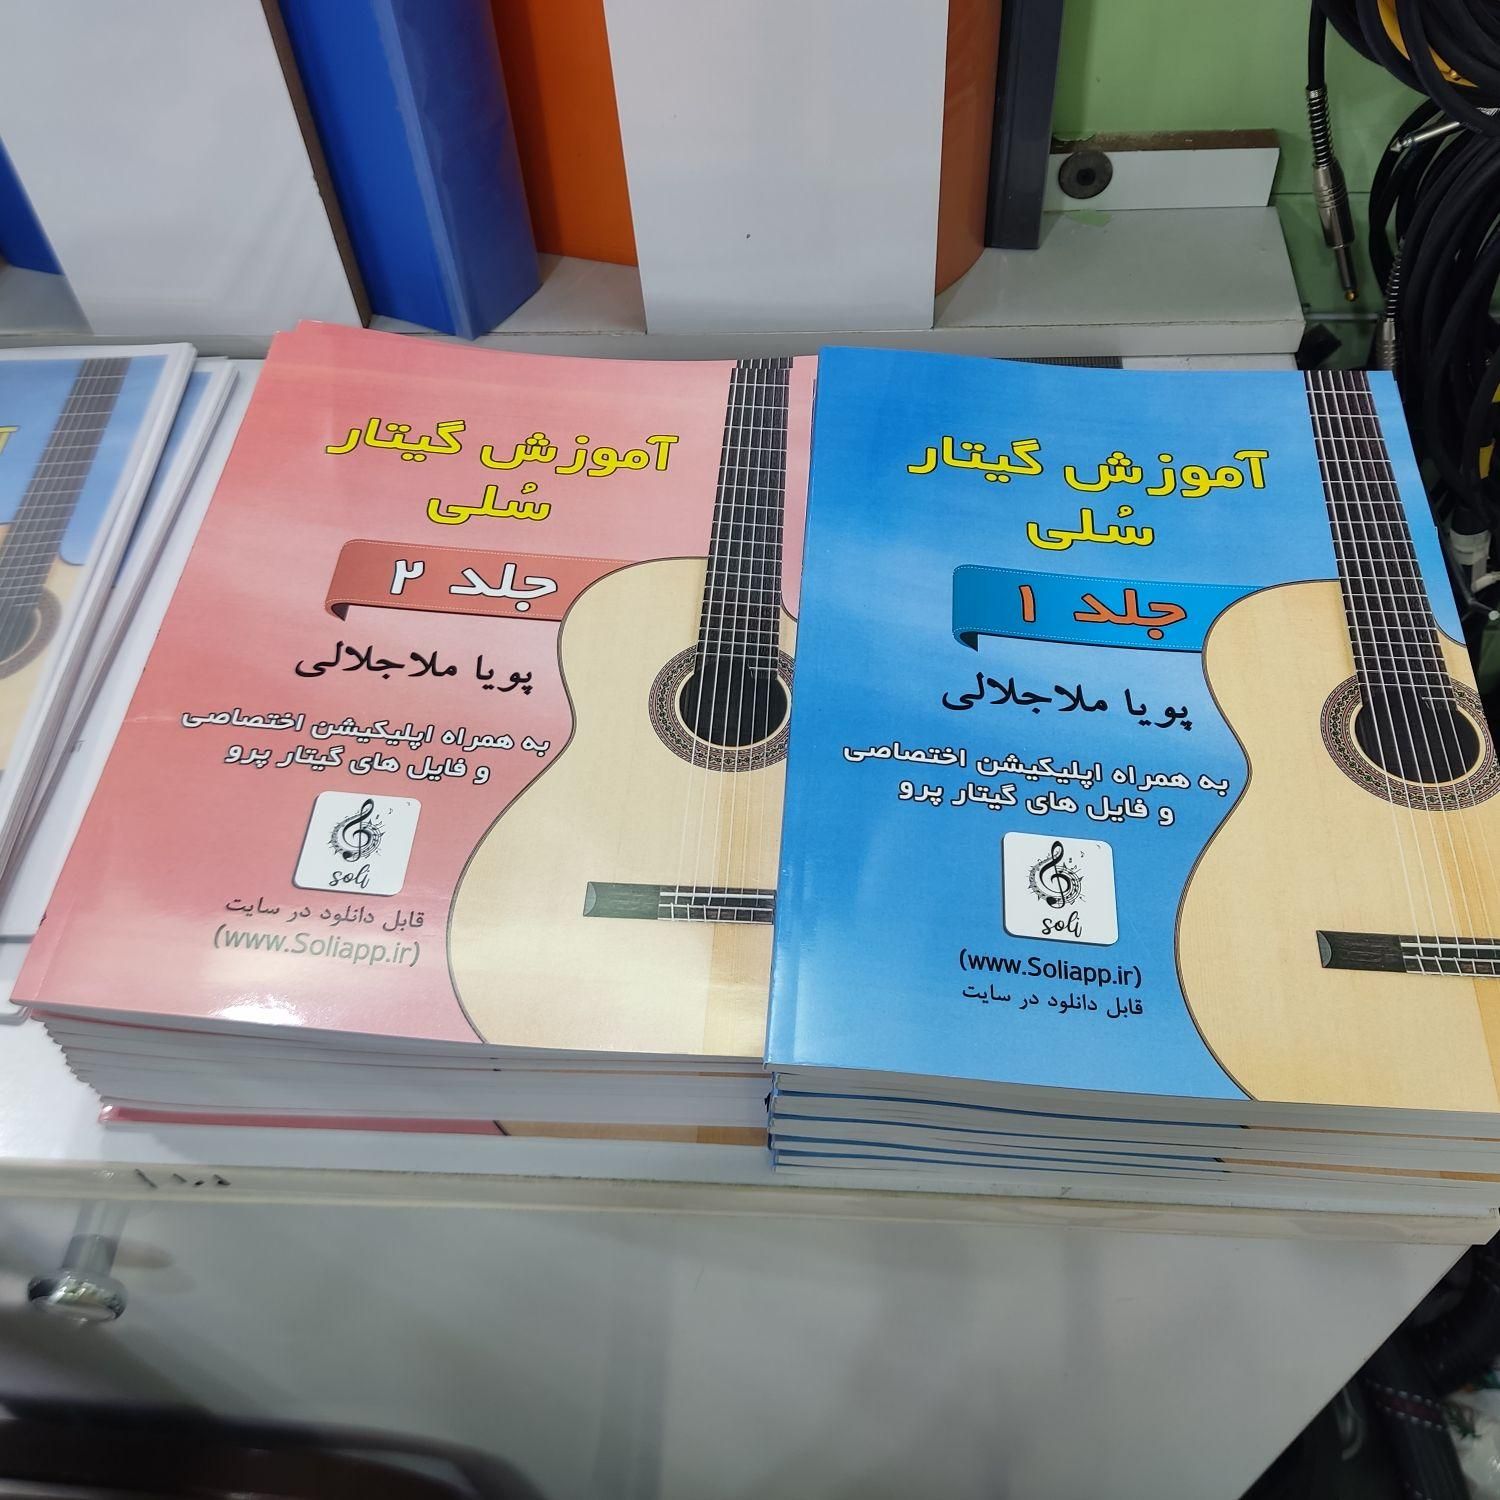 آموزش گیتار
سُلی
جلد ۱
پویا ملاجلالی
به همراه اپلیکیشن اختصاصی
و فایل های گیتار پرو
soli
(www.Soliapp.ir)
قابل دانلود در سایت
آموزش گیتار
سُلی
جلد ۲
پویا ملاجلالی
به همراه اپلیکیشن اختصاصی
و فایل های گیتار پرو
soli
قابل دانلود در سایت
(www.Soliapp.ir)